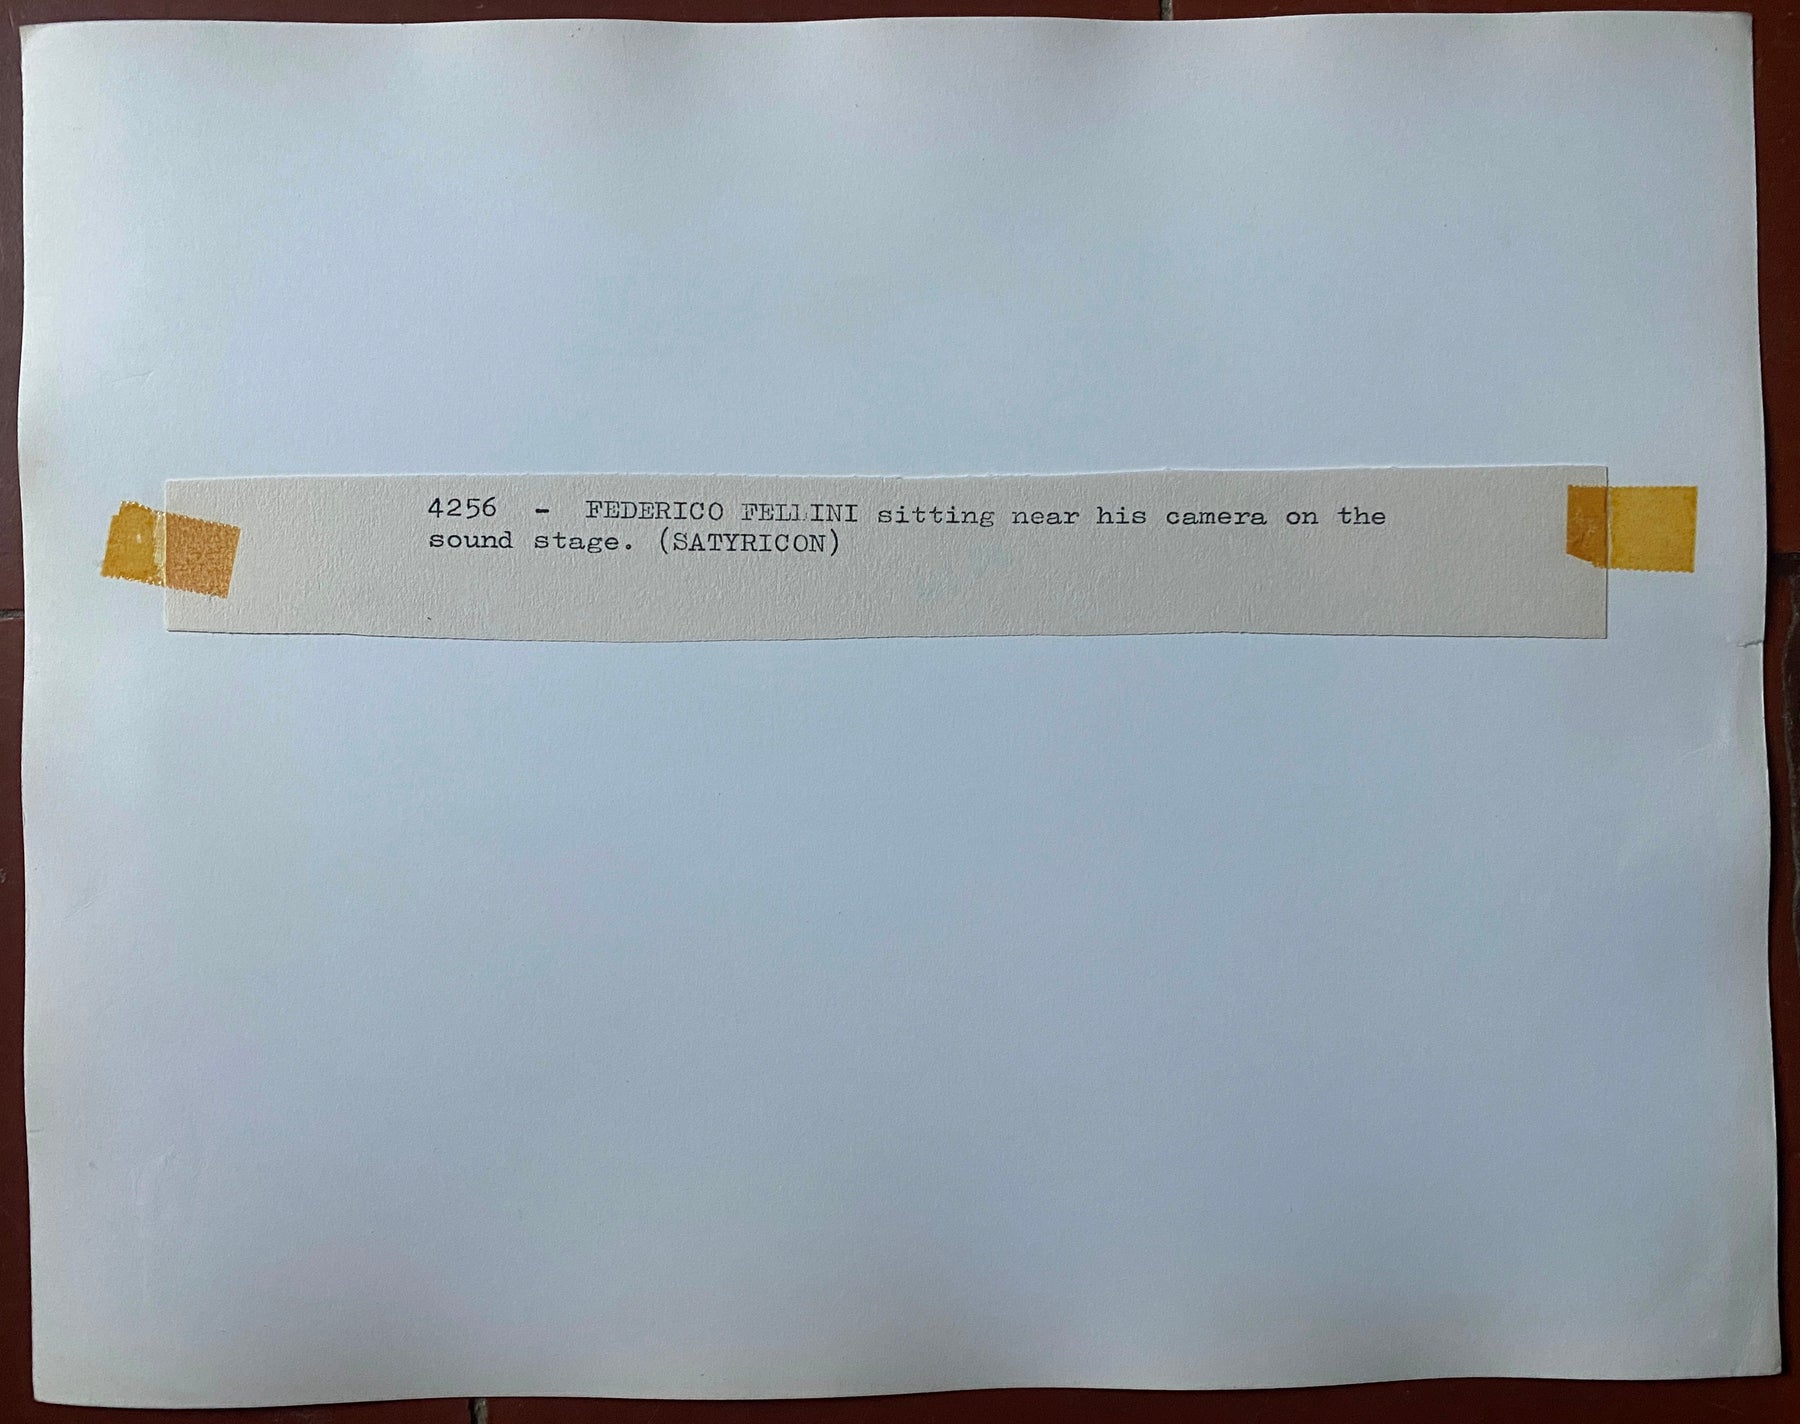 4256 - FEDERICO FELLINI sitting near his camera on the
sound stage. (SATYRICON)